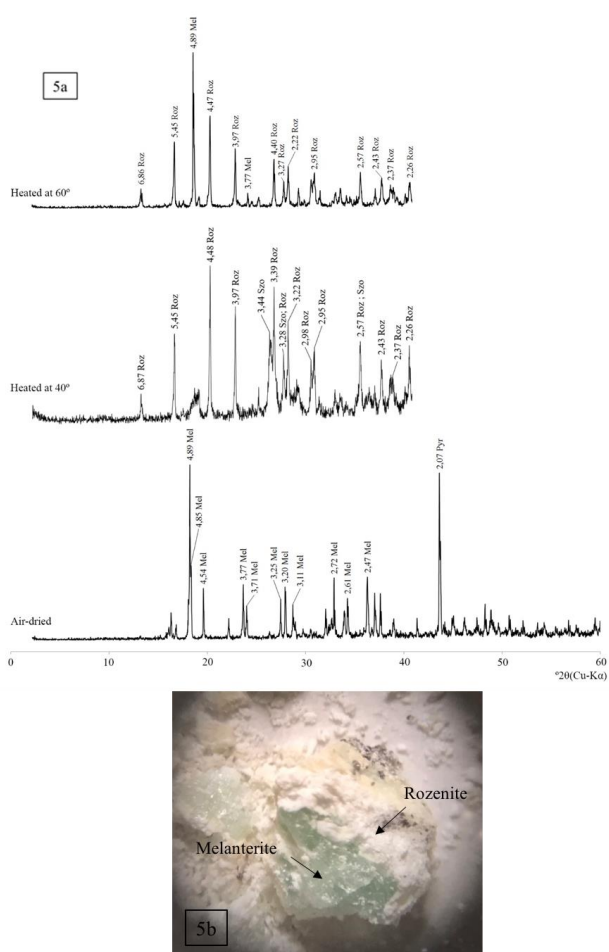 5a
4,89 Mel
6,86 Roz
5,45 Roz
4,47 Roz
3,97 Roz
3,77 Mel
4,40 Roz
3,27 Roz
2,22 Roz
2,95 Roz
2,57 Roz
2,43 Roz
2,37 Roz
2,26 Roz
Heated at 60º
6,87 Roz
5,45 Roz
4,48 Roz
3,97 Roz
3,44 Szo
3,39 Roz
3,28 Szo; Roz
3,22 Roz
2,98 Roz
2,95 Roz
2,57 Roz ; Szo
2,43 Roz
2,37 Roz
2,26 Roz
Heated at 40º
4,89 Mel
4,85 Mel
4,54 Mel
3,77 Mel
3,71 Mel
3,25 Mel
3,20 Mel
3,11 Mel
2,72 Mel
2,61 Mel
2,47 Mel
2,07 Pyr
Air-dried
0 10 20 30 40 50 60
º2θ(Cu-Kα)
Rozenite
Melanterite
5b